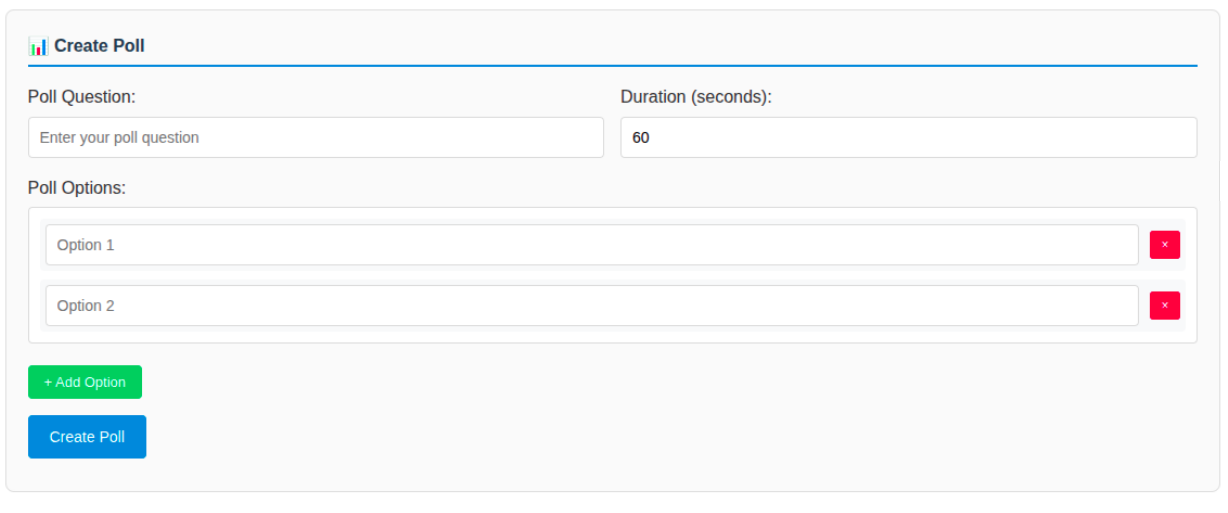 Create Poll
Poll Question:
Duration (seconds):
Enter your poll question
60
Poll Options:
Option 1
×
Option 2
×
+ Add Option
Create Poll